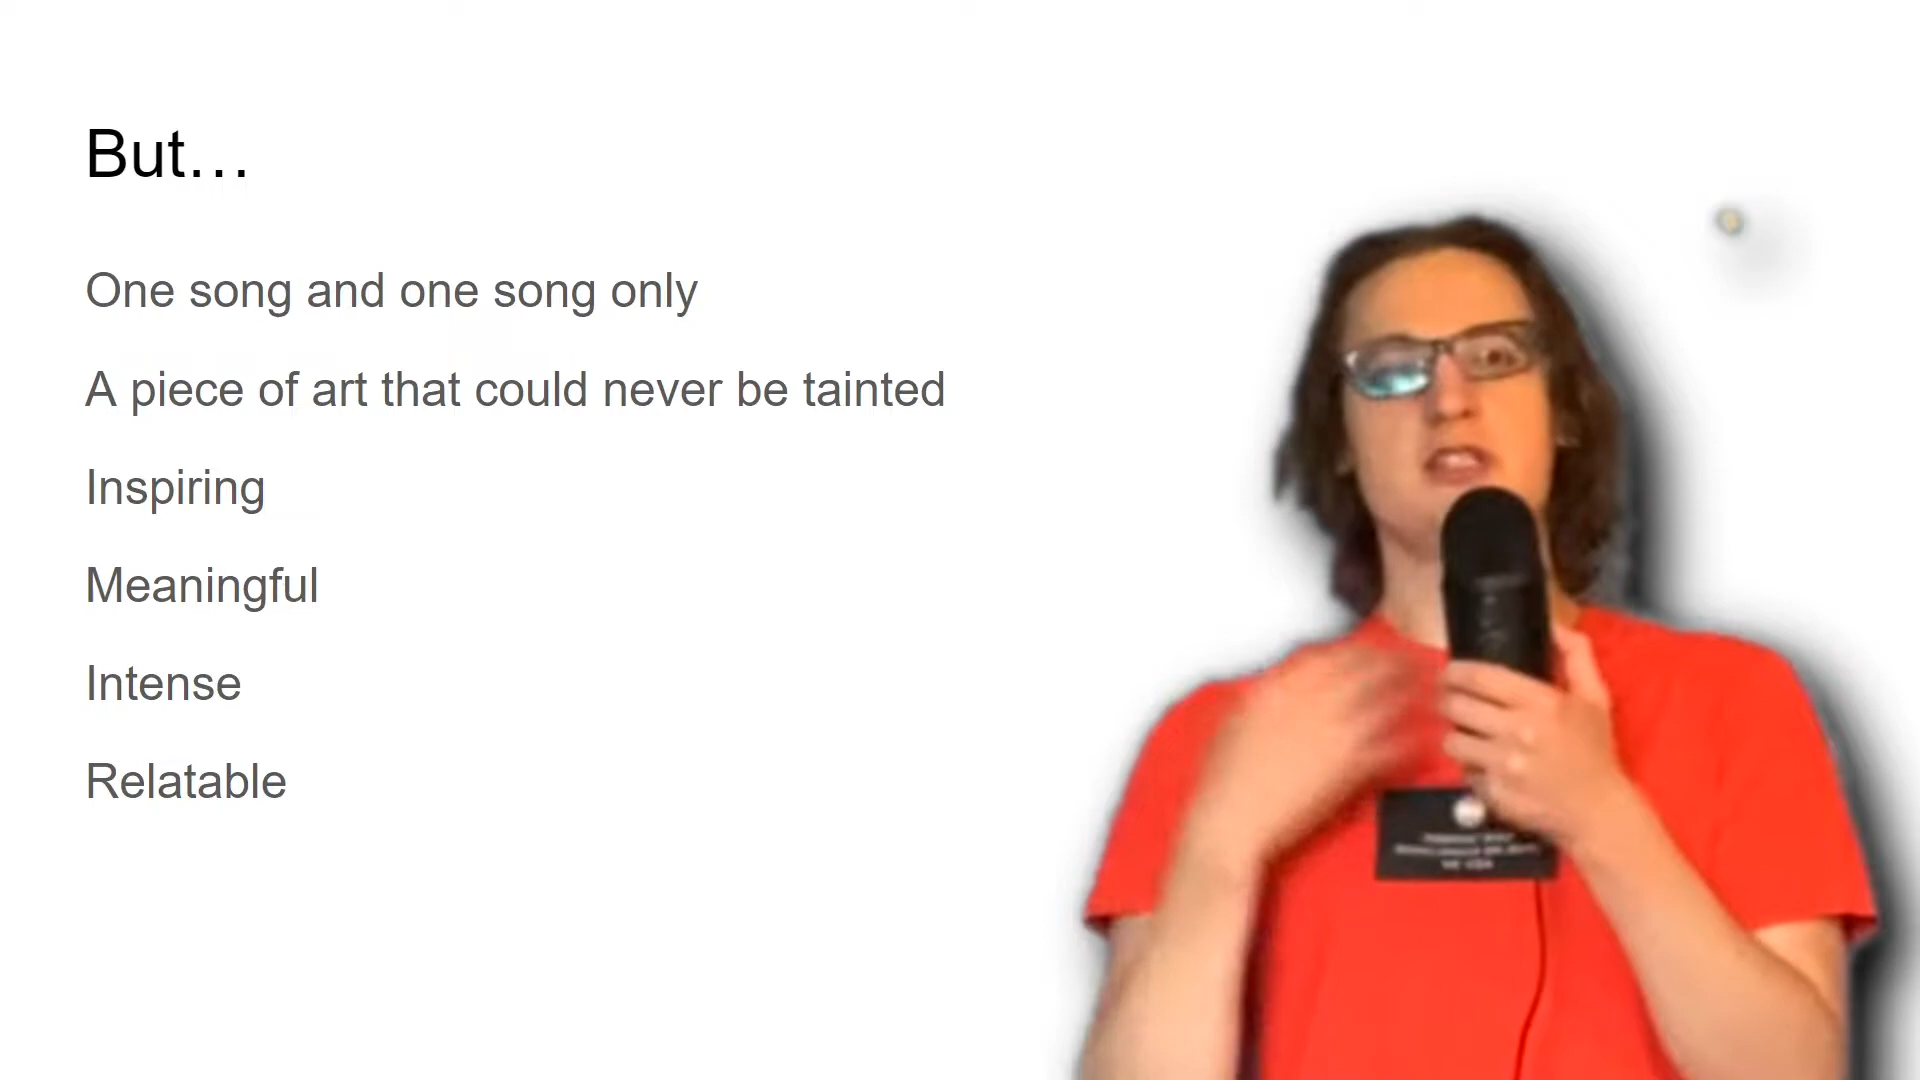 But…
One song and one song only
A piece of art that could never be tainted
Inspiring
Meaningful
Intense
Relatable